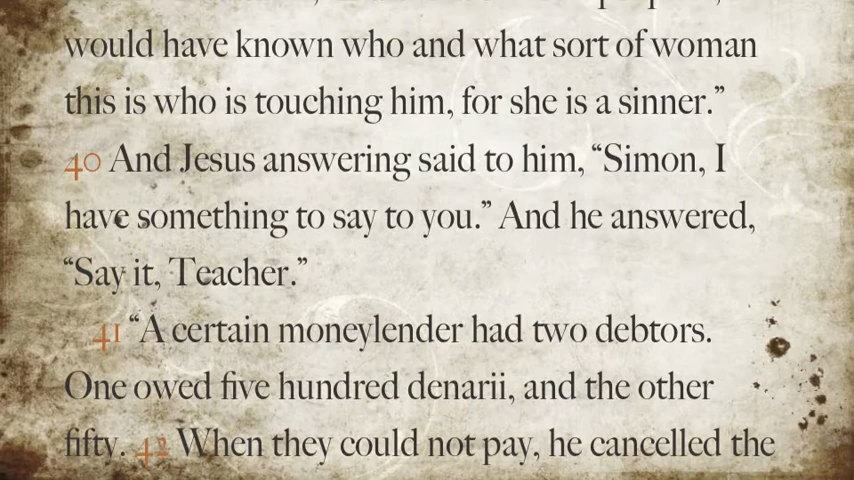 would have known who and what sort of woman
this is who is touching him, for she is a sinner.”
40 And Jesus answering said to him, “Simon, I
have something to say to you.” And he answered,
“Say it, Teacher.”
41 “A certain moneylender had two debtors.
One owed five hundred denarii, and the other
fifty. 42 When they could not pay, he cancelled the